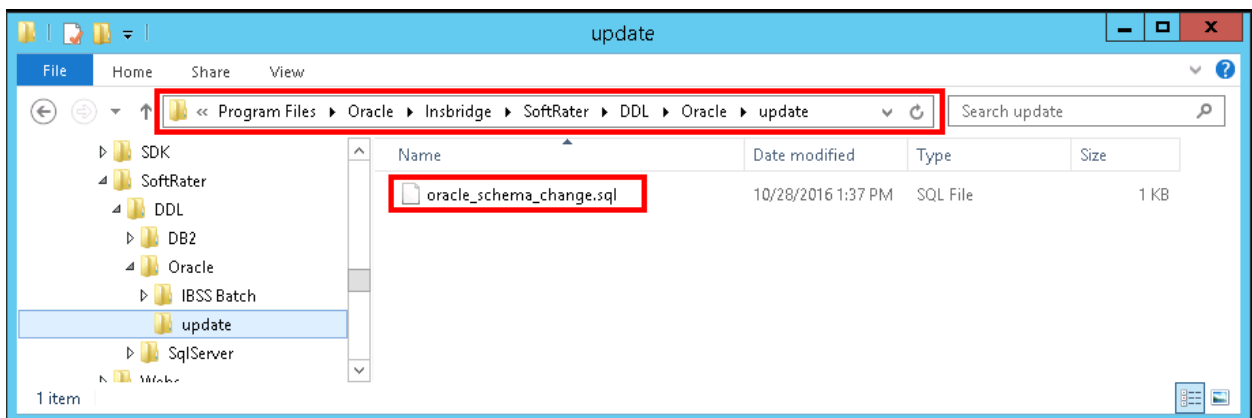 update
File Home Share View
« Program Files Oracle Insbridge SoftRater DDL Oracle update Search update
SDK
SoftRater
DDL
DB2
Oracle
IBSS Batch
update
SqlServer
Name Date modified Type Size
oracle_schema_change.sql 10/28/2016 1:37 PM SQL File 1 KB
1 item